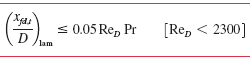 (x_fd,t / D)_lam ≤ 0.05 Re_D Pr [Re_D < 2300]